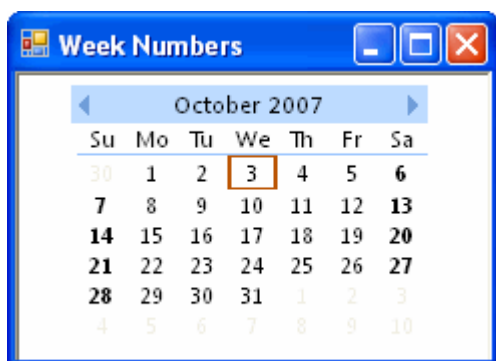 Week Numbers
October 2007
Su Mo Tu We Th Fr Sa
30 1 2 3 4 5 6
7 8 9 10 11 12 13
14 15 16 17 18 19 20
21 22 23 24 25 26 27
28 29 30 31 1 2 3
4 5 6 7 8 9 10